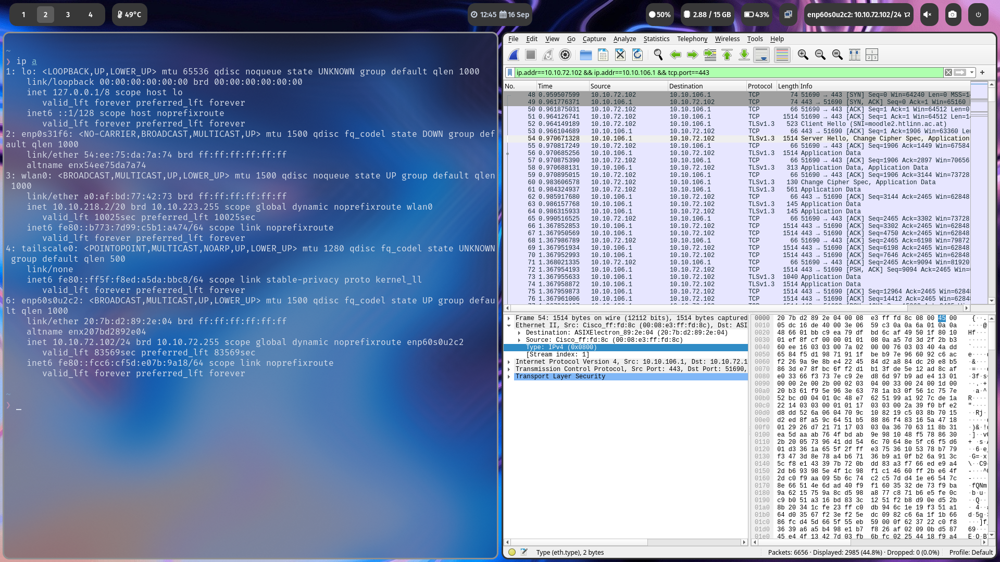 1 2 3 4 49°C 12:45 16 Sep 50% 2.88 / 15 GB 43% enp60s0u2c2: 10.10.72.102/24
~
❯ ip a
1: lo: <LOOPBACK,UP,LOWER_UP> mtu 65536 qdisc noqueue state UNKNOWN group default qlen 1000
link/loopback 00:00:00:00:00:00 brd 00:00:00:00:00:00
inet 127.0.0.1/8 scope host lo
valid_lft forever preferred_lft forever
inet6 ::1/128 scope host noprefixroute
valid_lft forever preferred_lft forever
2: enp0s31f6: <NO-CARRIER,BROADCAST,MULTICAST,UP> mtu 1500 qdisc fq_codel state DOWN group def
ault qlen 1000
link/ether 54:ee:75:da:7a:74 brd ff:ff:ff:ff:ff:ff
altname enx54ee75da7a74
3: wlan0: <BROADCAST,MULTICAST,UP,LOWER_UP> mtu 1500 qdisc noqueue state UP group default qlen
1000
link/ether a0:af:bd:77:42:73 brd ff:ff:ff:ff:ff:ff
inet 10.10.218.2/20 brd 10.10.223.255 scope global dynamic noprefixroute wlan0
valid_lft 10025sec preferred_lft 10025sec
inet6 fe80::b773:7d99:c5b1:a474/64 scope link noprefixroute
valid_lft forever preferred_lft forever
4: tailscale0: <POINTOPOINT,MULTICAST,NOARP,UP,LOWER_UP> mtu 1280 qdisc fq_codel state UNKNOWN
group default qlen 500
link/none
inet6 fe80::ff5f:f8ed:a5da:bbc8/64 scope link stable-privacy proto kernel_ll
valid_lft forever preferred_lft forever
6: enp60s0u2c2: <BROADCAST,MULTICAST,UP,LOWER_UP> mtu 1500 qdisc fq_codel state UP group defau
lt qlen 1000
link/ether 20:7b:d2:89:2e:04 brd ff:ff:ff:ff:ff:ff
altname enx207bd2892e04
inet 10.10.72.102/24 brd 10.10.72.255 scope global dynamic noprefixroute enp60s0u2c2
valid_lft 83569sec preferred_lft 83569sec
inet6 fe80::fcc6:cf5d:e07b:9a18/64 scope link noprefixroute
valid_lft forever preferred_lft forever
~
❯ _
File Edit View Go Capture Analyze Statistics Telephony Wireless Tools Help
ip.addr==10.10.72.102 && ip.addr==10.10.106.1 && tcp.port==443
No. Time Source Destination Protocol Length Info
48 0.959507599 10.10.72.102 10.10.106.1 TCP 74 51690 → 443 [SYN] Seq=0 Win=64240 Len=0 MSS=14
49 0.961776371 10.10.106.1 10.10.72.102 TCP 74 443 → 51690 [SYN, ACK] Seq=0 Ack=1 Win=65160
50 0.961875031 10.10.72.102 10.10.106.1 TCP 66 51690 → 443 [ACK] Seq=1 Ack=1 Win=64512 Len=0
51 0.964126741 10.10.72.102 10.10.106.1 TCP 1514 51690 → 443 [ACK] Seq=1 Ack=1 Win=64512 Len=14
52 0.964149189 10.10.72.102 10.10.106.1 TLSv1.3 523 Client Hello (SNI=moodle2.htlinn.ac.at)
53 0.966104689 10.10.106.1 10.10.72.102 TCP 66 443 → 51690 [ACK] Seq=1 Ack=1906 Win=63360 Len
54 0.970671328 10.10.106.1 10.10.72.102 TLSv1.3 1514 Server Hello, Change Cipher Spec, Application
55 0.970817249 10.10.72.102 10.10.106.1 TCP 66 51690 → 443 [ACK] Seq=1906 Ack=1449 Win=67584
56 0.970685256 10.10.106.1 10.10.72.102 TLSv1.3 1514 Application Data
57 0.970875390 10.10.72.102 10.10.106.1 TCP 66 51690 → 443 [ACK] Seq=1906 Ack=2897 Win=70656
58 0.970688131 10.10.106.1 10.10.72.102 TLSv1.3 313 Application Data, Application Data
59 0.970895015 10.10.72.102 10.10.106.1 TCP 66 51690 → 443 [ACK] Seq=1906 Ack=3144 Win=73728
60 0.983606578 10.10.72.102 10.10.106.1 TLSv1.3 130 Change Cipher Spec, Application Data
61 0.984324937 10.10.72.102 10.10.106.1 TLSv1.3 561 Application Data
62 0.985917680 10.10.106.1 10.10.72.102 TCP 66 443 → 51690 [ACK] Seq=3144 Ack=2465 Win=62848
63 0.986157768 10.10.106.1 10.10.72.102 TLSv1.3 145 Application Data
64 0.986315933 10.10.106.1 10.10.72.102 TLSv1.3 145 Application Data
65 0.990516525 10.10.72.102 10.10.106.1 TCP 66 51690 → 443 [ACK] Seq=2465 Ack=3302 Win=73728
66 1.367852853 10.10.106.1 10.10.72.102 TCP 1514 443 → 51690 [ACK] Seq=3302 Ack=2465 Win=62848
67 1.367950569 10.10.106.1 10.10.72.102 TCP 1514 443 → 51690 [ACK] Seq=4750 Ack=2465 Win=62848
68 1.367986789 10.10.72.102 10.10.106.1 TCP 66 51690 → 443 [ACK] Seq=2465 Ack=6198 Win=79872
69 1.367951934 10.10.106.1 10.10.72.102 TCP 1514 443 → 51690 [ACK] Seq=6198 Ack=2465 Win=62848
70 1.367952993 10.10.106.1 10.10.72.102 TCP 1514 443 → 51690 [ACK] Seq=7646 Ack=2465 Win=62848
71 1.368021335 10.10.72.102 10.10.106.1 TCP 66 51690 → 443 [ACK] Seq=2465 Ack=9094 Win=81920
72 1.367954193 10.10.106.1 10.10.72.102 TCP 1514 443 → 51690 [PSH, ACK] Seq=9094 Ack=2465 Win=
73 1.367955633 10.10.106.1 10.10.72.102 TLSv1.3 1040 Application Data
74 1.367958872 10.10.106.1 10.10.72.102 TLSv1.3 1514 Application Data
75 1.367959873 10.10.106.1 10.10.72.102 TCP 1514 443 → 51690 [ACK] Seq=12964 Ack=2465 Win=6284
76 1.367961006 10.10.106.1 10.10.72.102 TCP 1514 443 → 51690 [ACK] Seq=14412 Ack=2465 Win=6284
Frame 54: 1514 bytes on wire (12112 bits), 1514 bytes captured
Ethernet II, Src: Cisco_ff:fd:8c (00:08:e3:ff:fd:8c), Dst: ASI
Destination: ASIXElectron_89:2e:04 (20:7b:d2:89:2e:04)
Source: Cisco_ff:fd:8c (00:08:e3:ff:fd:8c)
Type: IPv4 (0x0800)
[Stream index: 1]
Internet Protocol Version 4, Src: 10.10.106.1, Dst: 10.10.72.1
Transmission Control Protocol, Src Port: 443, Dst Port: 51690,
Transport Layer Security
0000 20 7b d2 89 2e 04 00 08 e3 ff fd 8c 08 00 45 00
0010 05 dc 16 de 40 00 3e 06 59 c3 0a 0a 6a 01 0a 0a
0020 48 66 01 bb c9 ea 79 df bd 6c af 49 50 1f 80 10
0030 01 ef 8f cf 00 00 01 01 08 0a a5 7d 3d 2f 2b b3
0040 60 ee 16 03 03 00 7a 02 00 00 76 03 03 40 4a dd
0050 65 84 f5 d1 98 71 91 1f be b9 7e 96 60 92 c6 ac
0060 f2 26 9a 9e 8b e4 22 45 84 d2 a8 84 dc 20 e8 b5
0070 86 3d e7 8f bc 6f f2 d1 b1 3f de 5e 12 ad 8c af
0080 e0 33 66 f3 73 7e c9 2e d8 6d 97 b9 ad e4 13 01
0090 00 00 2e 00 2b 00 02 03 04 00 33 00 24 00 1d 00
00a0 20 b3 61 f9 5e 96 3e 63 78 1a b3 0f 56 1c 75 7e
00b0 52 bc d0 04 01 0c 48 e7 62 51 99 a1 92 7c de 1a
00c0 22 14 03 03 00 01 01 17 03 03 00 2a 39 f0 bf e2
00d0 d8 dd 52 6a 06 04 70 9c 10 82 19 c5 03 8b 70 15
00e0 d2 ed 8f a5 9c 64 51 b5 88 86 f4 83 16 5a 47 18
00f0 01 29 26 d7 21 71 17 03 03 0a 36 70 63 11 8b 31
0100 ea 5d aa ab 76 4f bd ab 9e 98 10 48 f5 78 86 30
0110 2b 20 05 73 96 41 dd 54 6c 70 64 8e 5f c6 f5 d6
0120 01 d3 36 1a 65 5f 2f ff e3 75 36 10 53 78 b7 79
0130 f3 47 3d 8e 78 a4 b6 71 36 b9 a1 0f b2 6a 91 3c
0140 5c f8 e1 43 39 7b 72 0b dd 83 a3 f7 66 ed e9 a4
0150 2d b6 93 98 5e 4f 1c 98 f1 c1 46 60 ff 2b e6 4f
0160 2d c0 f9 aa 09 5b 6c 74 c2 c5 7d d4 1e e6 54 7c
0170 8e 66 51 4e 6d ad 40 f9 f1 60 35 32 de 73 f9 ba
0180 9a 62 15 75 9a 8c d5 98 a8 77 c8 71 b6 e5 fe 0c
0190 c9 b0 51 a3 16 bd 83 3c 12 51 f2 b8 d9 0e d5 2b
01a0 8b 20 34 1c fe 23 ff c0 db 94 6c 1e 19 f3 51 a1
01b0 64 d0 35 67 f2 3e f2 5e dc 09 82 c6 6a 1f 1b 66
01c0 86 fc d4 5d 66 5f 55 eb 59 00 0f 62 37 22 c0 f8
01d0 36 39 a6 a5 b4 98 e1 b7 f8 26 af 02 09 0b d5 87
01e0 45 e4 4f 13 42 7d 03 fb 6b fc 02 25 44 18 f9 a4
Type (eth.type), 2 bytes
Packets: 6656 · Displayed: 2985 (44.8%) · Dropped: 0 (0.0%) Profile: Default